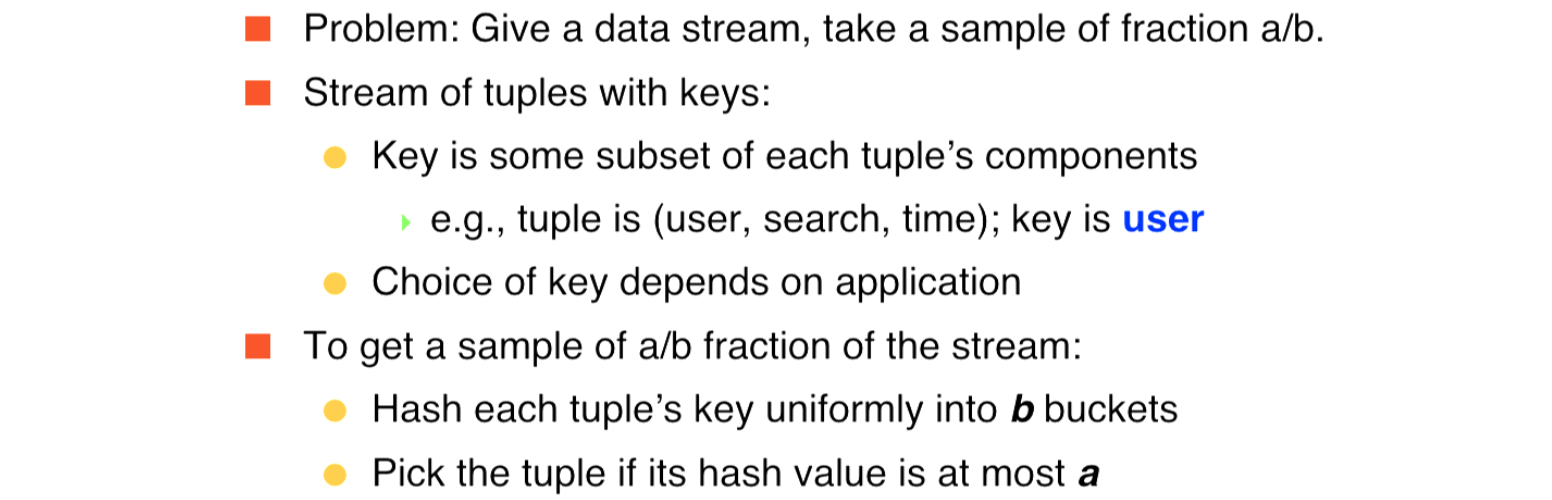 Problem: Give a data stream, take a sample of fraction a/b.
Stream of tuples with keys:
Key is some subset of each tuple’s components
e.g., tuple is (user, search, time); key is user
Choice of key depends on application
To get a sample of a/b fraction of the stream:
Hash each tuple’s key uniformly into b buckets
Pick the tuple if its hash value is at most a